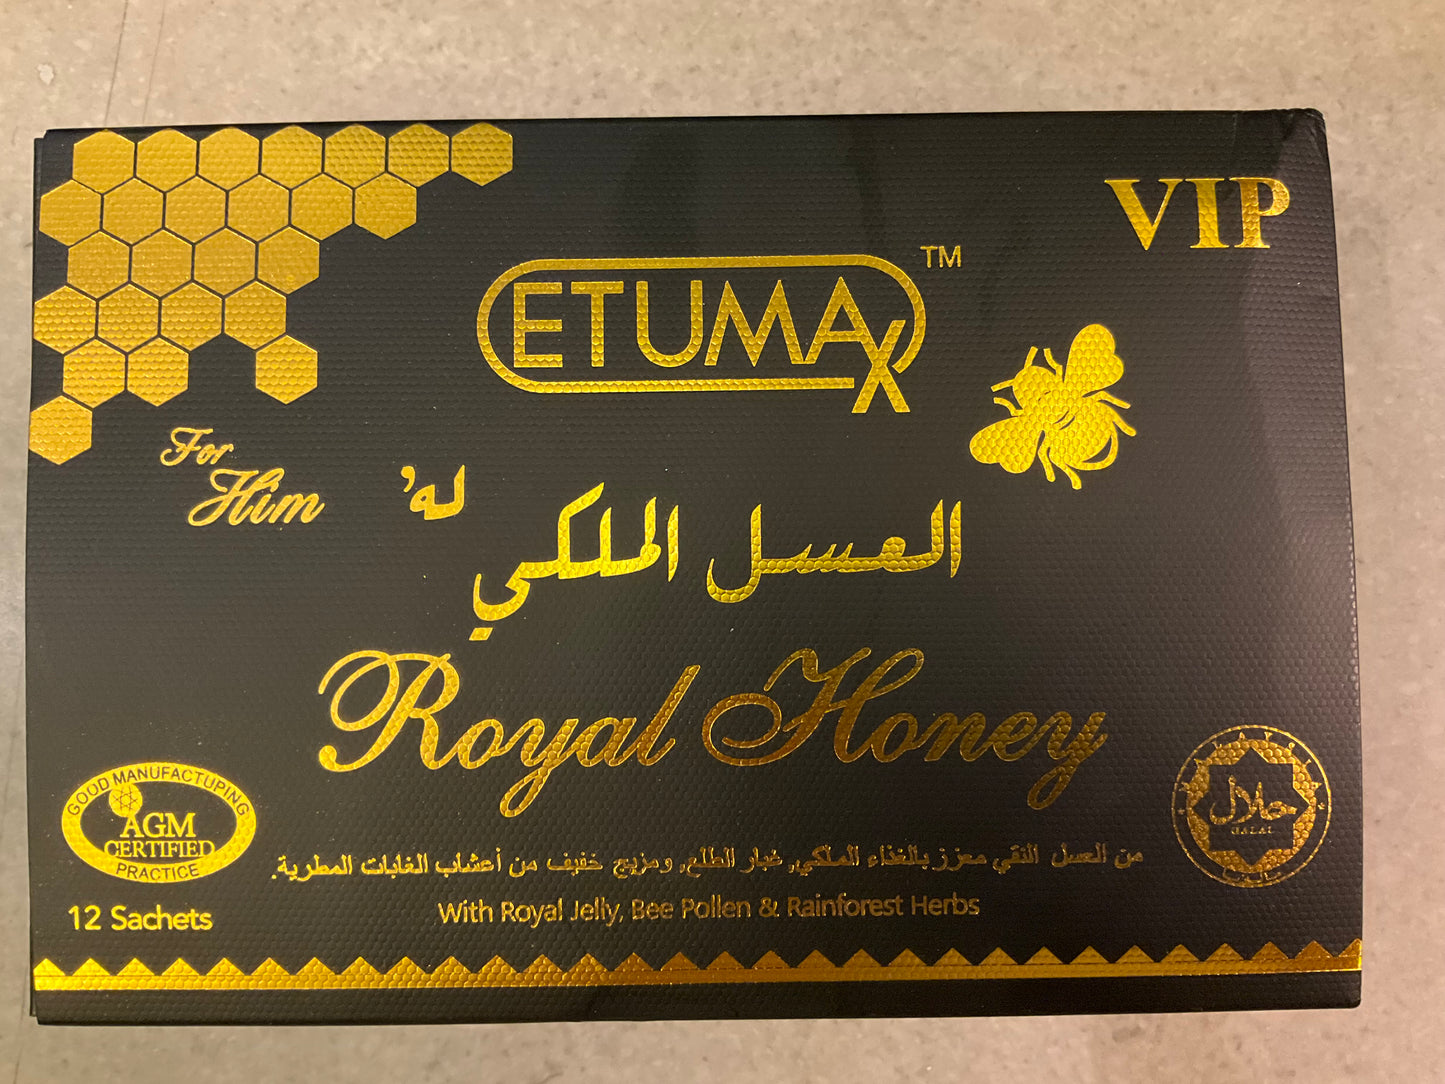 VIP
ETUMAX™
For
Him
له’
العسل الملكي
Royal Honey
GOOD MANUFACTUPING
AGM
CERTIFIED
PRACTICE
حلال
HALAL
من العسل النقي معزز بالغذاء الملكي, غبار الطلع, ومزيج خفيف من أعشاب الغابات المطرية.
12 Sachets
With Royal Jelly, Bee Pollen & Rainforest Herbs